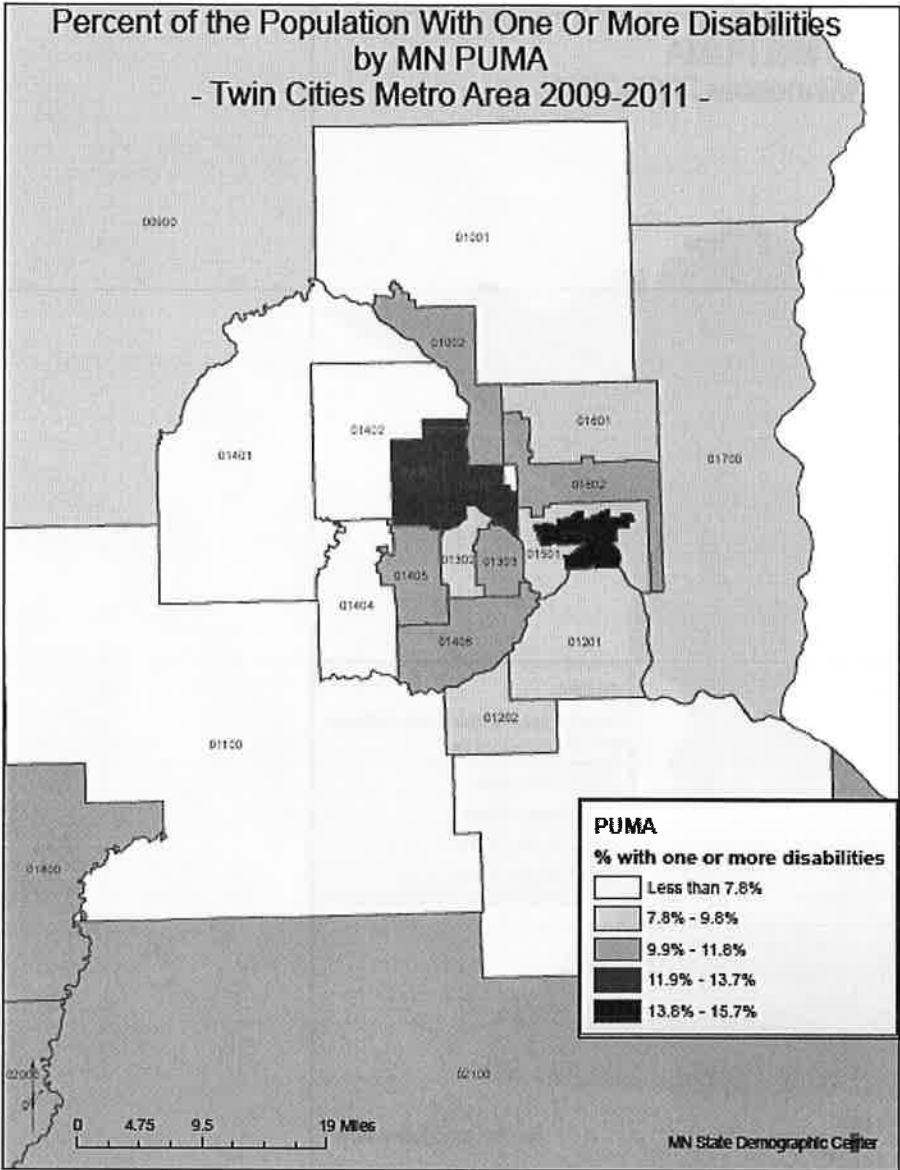 Percent of the Population With One Or More Disabilities
by MN PUMA
- Twin Cities Metro Area 2009-2011 -
00900
01001
01002
01402
01601
01401
01700
01602
01302
01303
01501
01405
01404
01406
01201
01202
01100
01800
02100
PUMA
% with one or more disabilities
Less than 7.8%
7.8% - 9.8%
9.9% - 11.8%
11.9% - 13.7%
13.8% - 15.7%
0 4.75 9.5 19 Miles
MN State Demographic Center